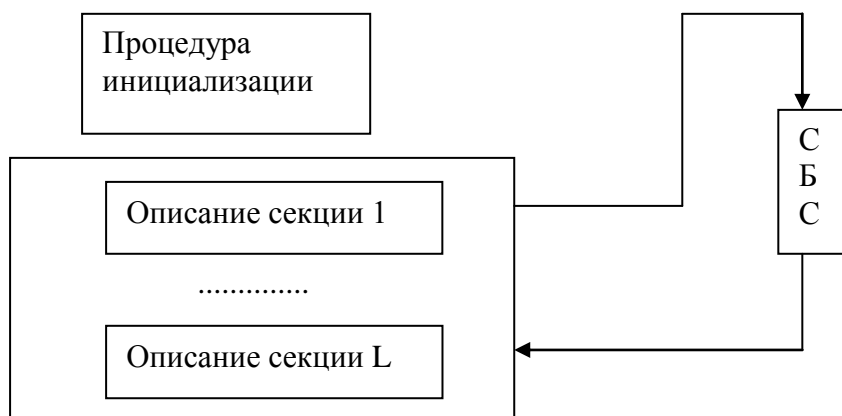 Процедура
инициализации
С
Б
С
Описание секции 1
..............
Описание секции L